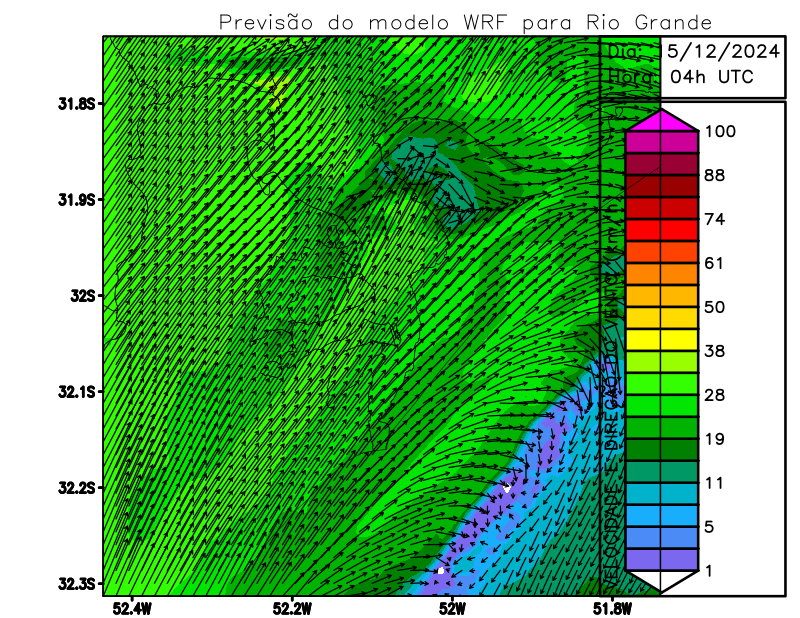 Previsão do modelo WRF para Rio Grande
Dia: 5/12/2024
Hora: 04h UTC
31.8S
31.9S
32S
32.1S
32.2S
32.3S
52.4W
52.2W
52W
51.8W
VELOCIDADE E DIREÇÃO DO VENTO (km/h)
100
88
74
61
50
38
28
19
11
5
1